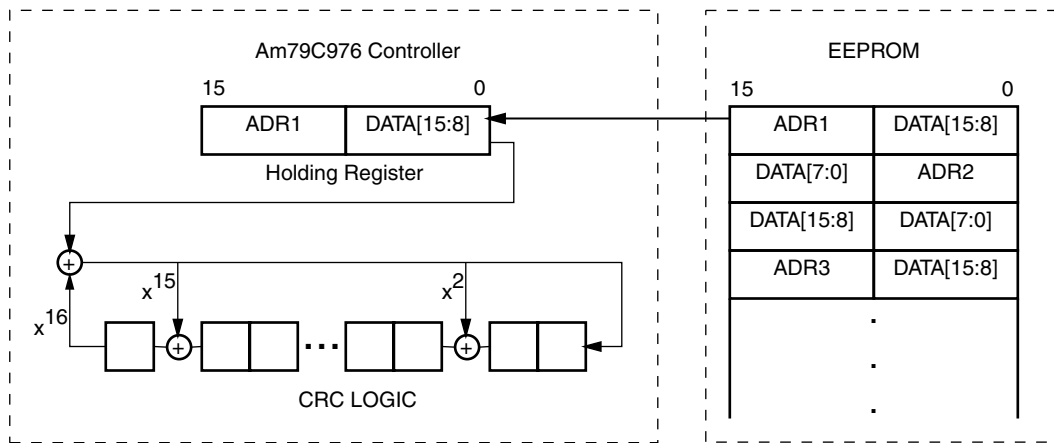 Am79C976 Controller
15 0
ADR1 DATA[15:8]
Holding Register
+
x15
x2
x16
+
+
CRC LOGIC
EEPROM
15 0
ADR1 DATA[15:8]
DATA[7:0] ADR2
DATA[15:8] DATA[7:0]
ADR3 DATA[15:8]